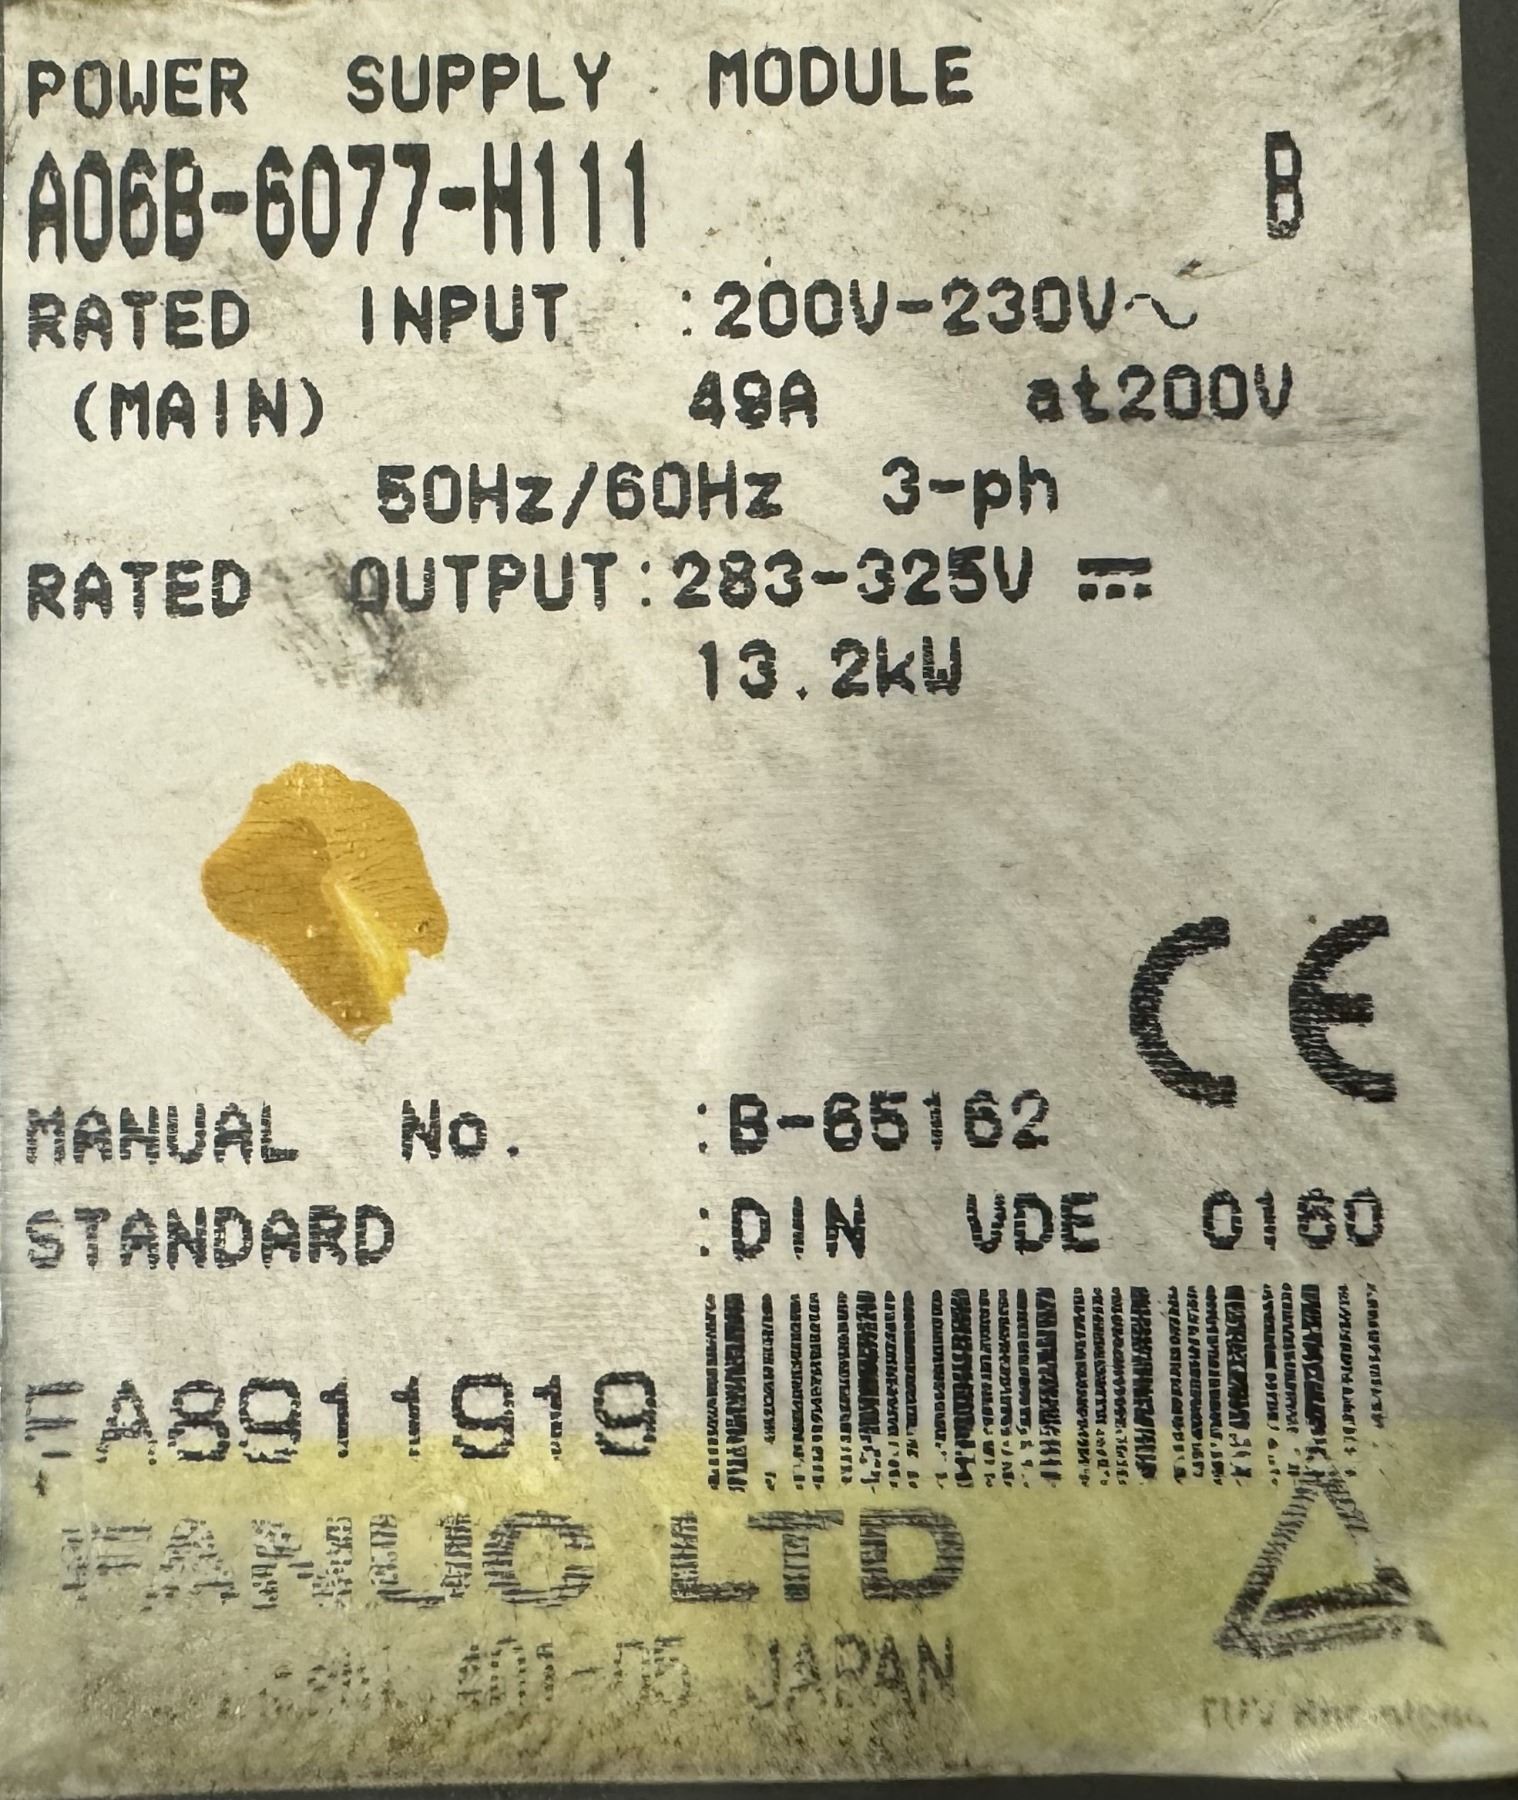 POWER SUPPLY MODULE
A06B-6077-H111 B
RATED INPUT :200V-230V~
(MAIN) 49A at200V
50Hz/60Hz 3-ph
RATED OUTPUT:283-325V ⎓
13.2kW
CE
MANUAL No. :B-65162
STANDARD :DIN VDE 0160
EA8011010
FANUC LTD
JAPAN